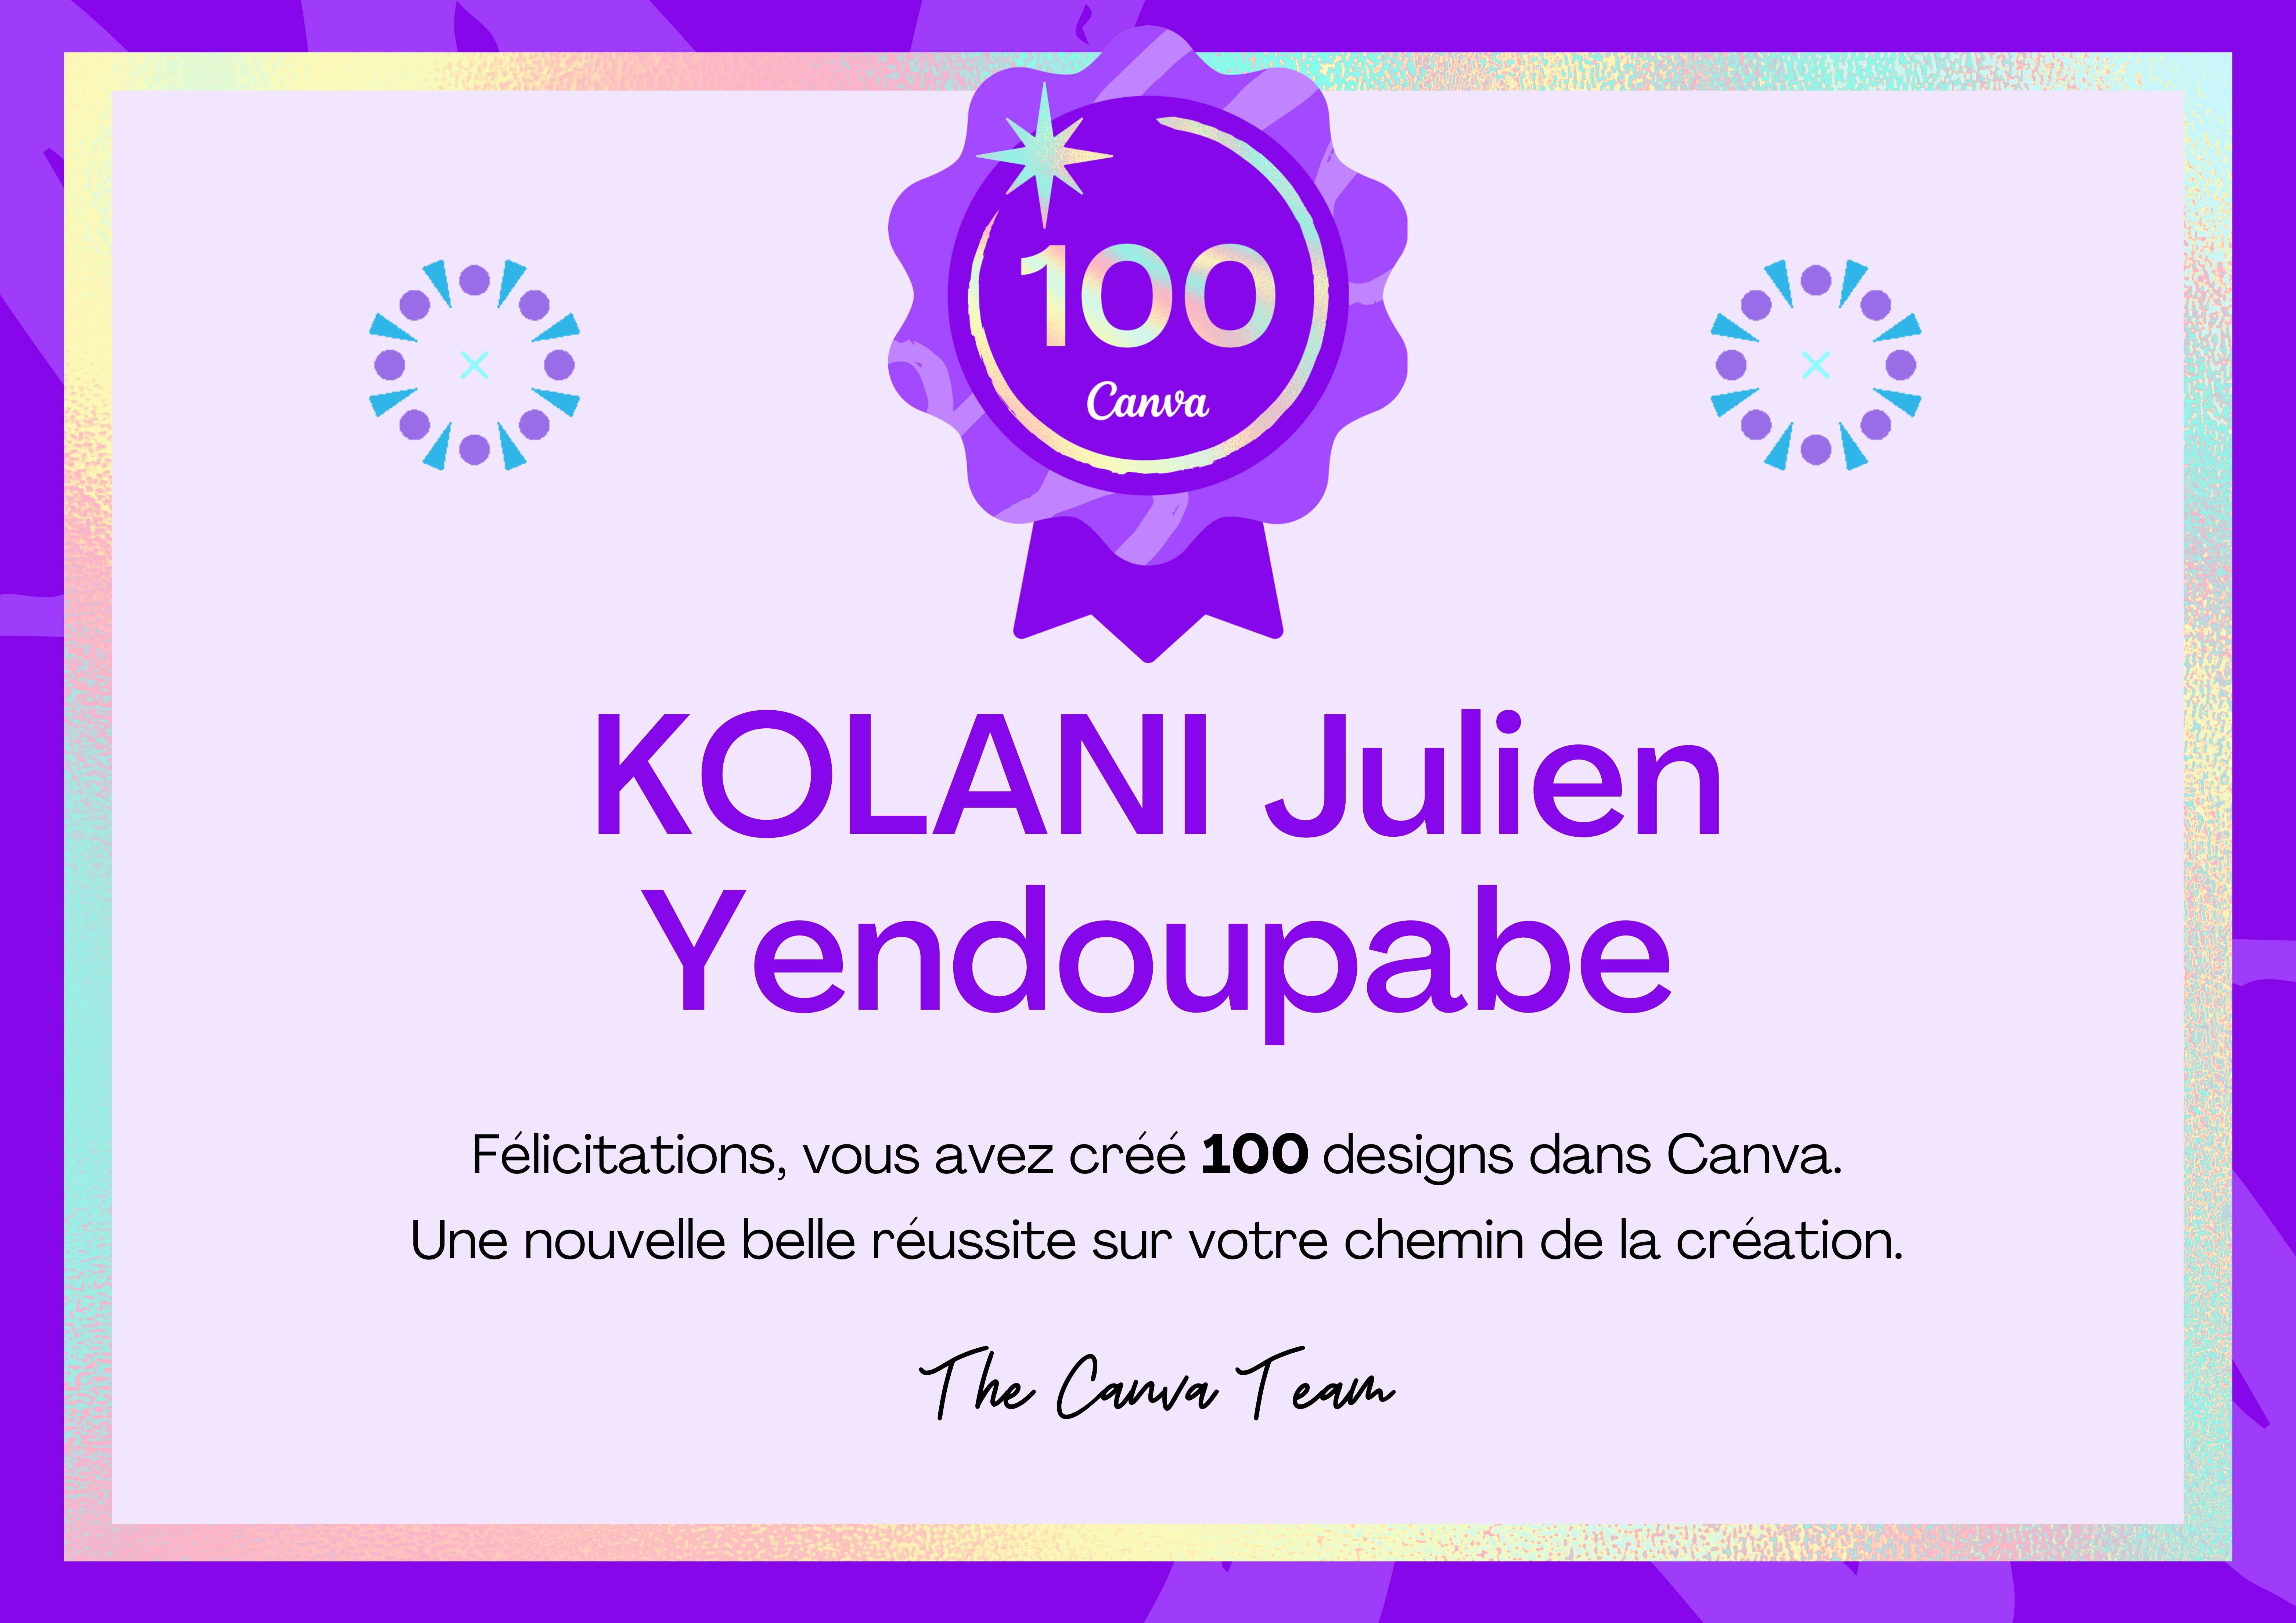 100
Canva
KOLANI Julien
Yendoupabe
Félicitations, vous avez créé 100 designs dans Canva.
Une nouvelle belle réussite sur votre chemin de la création.
The Canva Team